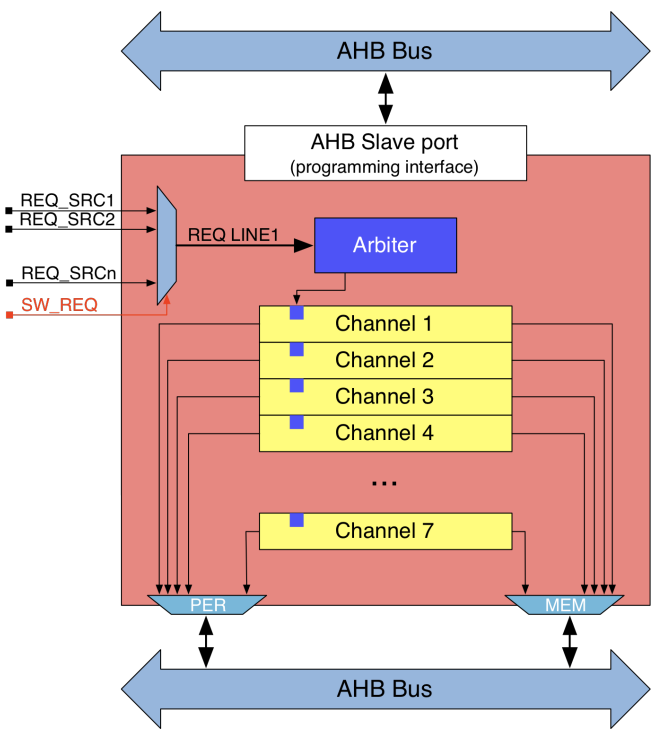 AHB Bus
AHB Slave port
(programming interface)
REQ_SRC1
REQ_SRC2
REQ LINE1
Arbiter
REQ_SRCn
SW_REQ
Channel 1
Channel 2
Channel 3
Channel 4
...
Channel 7
PER
MEM
AHB Bus